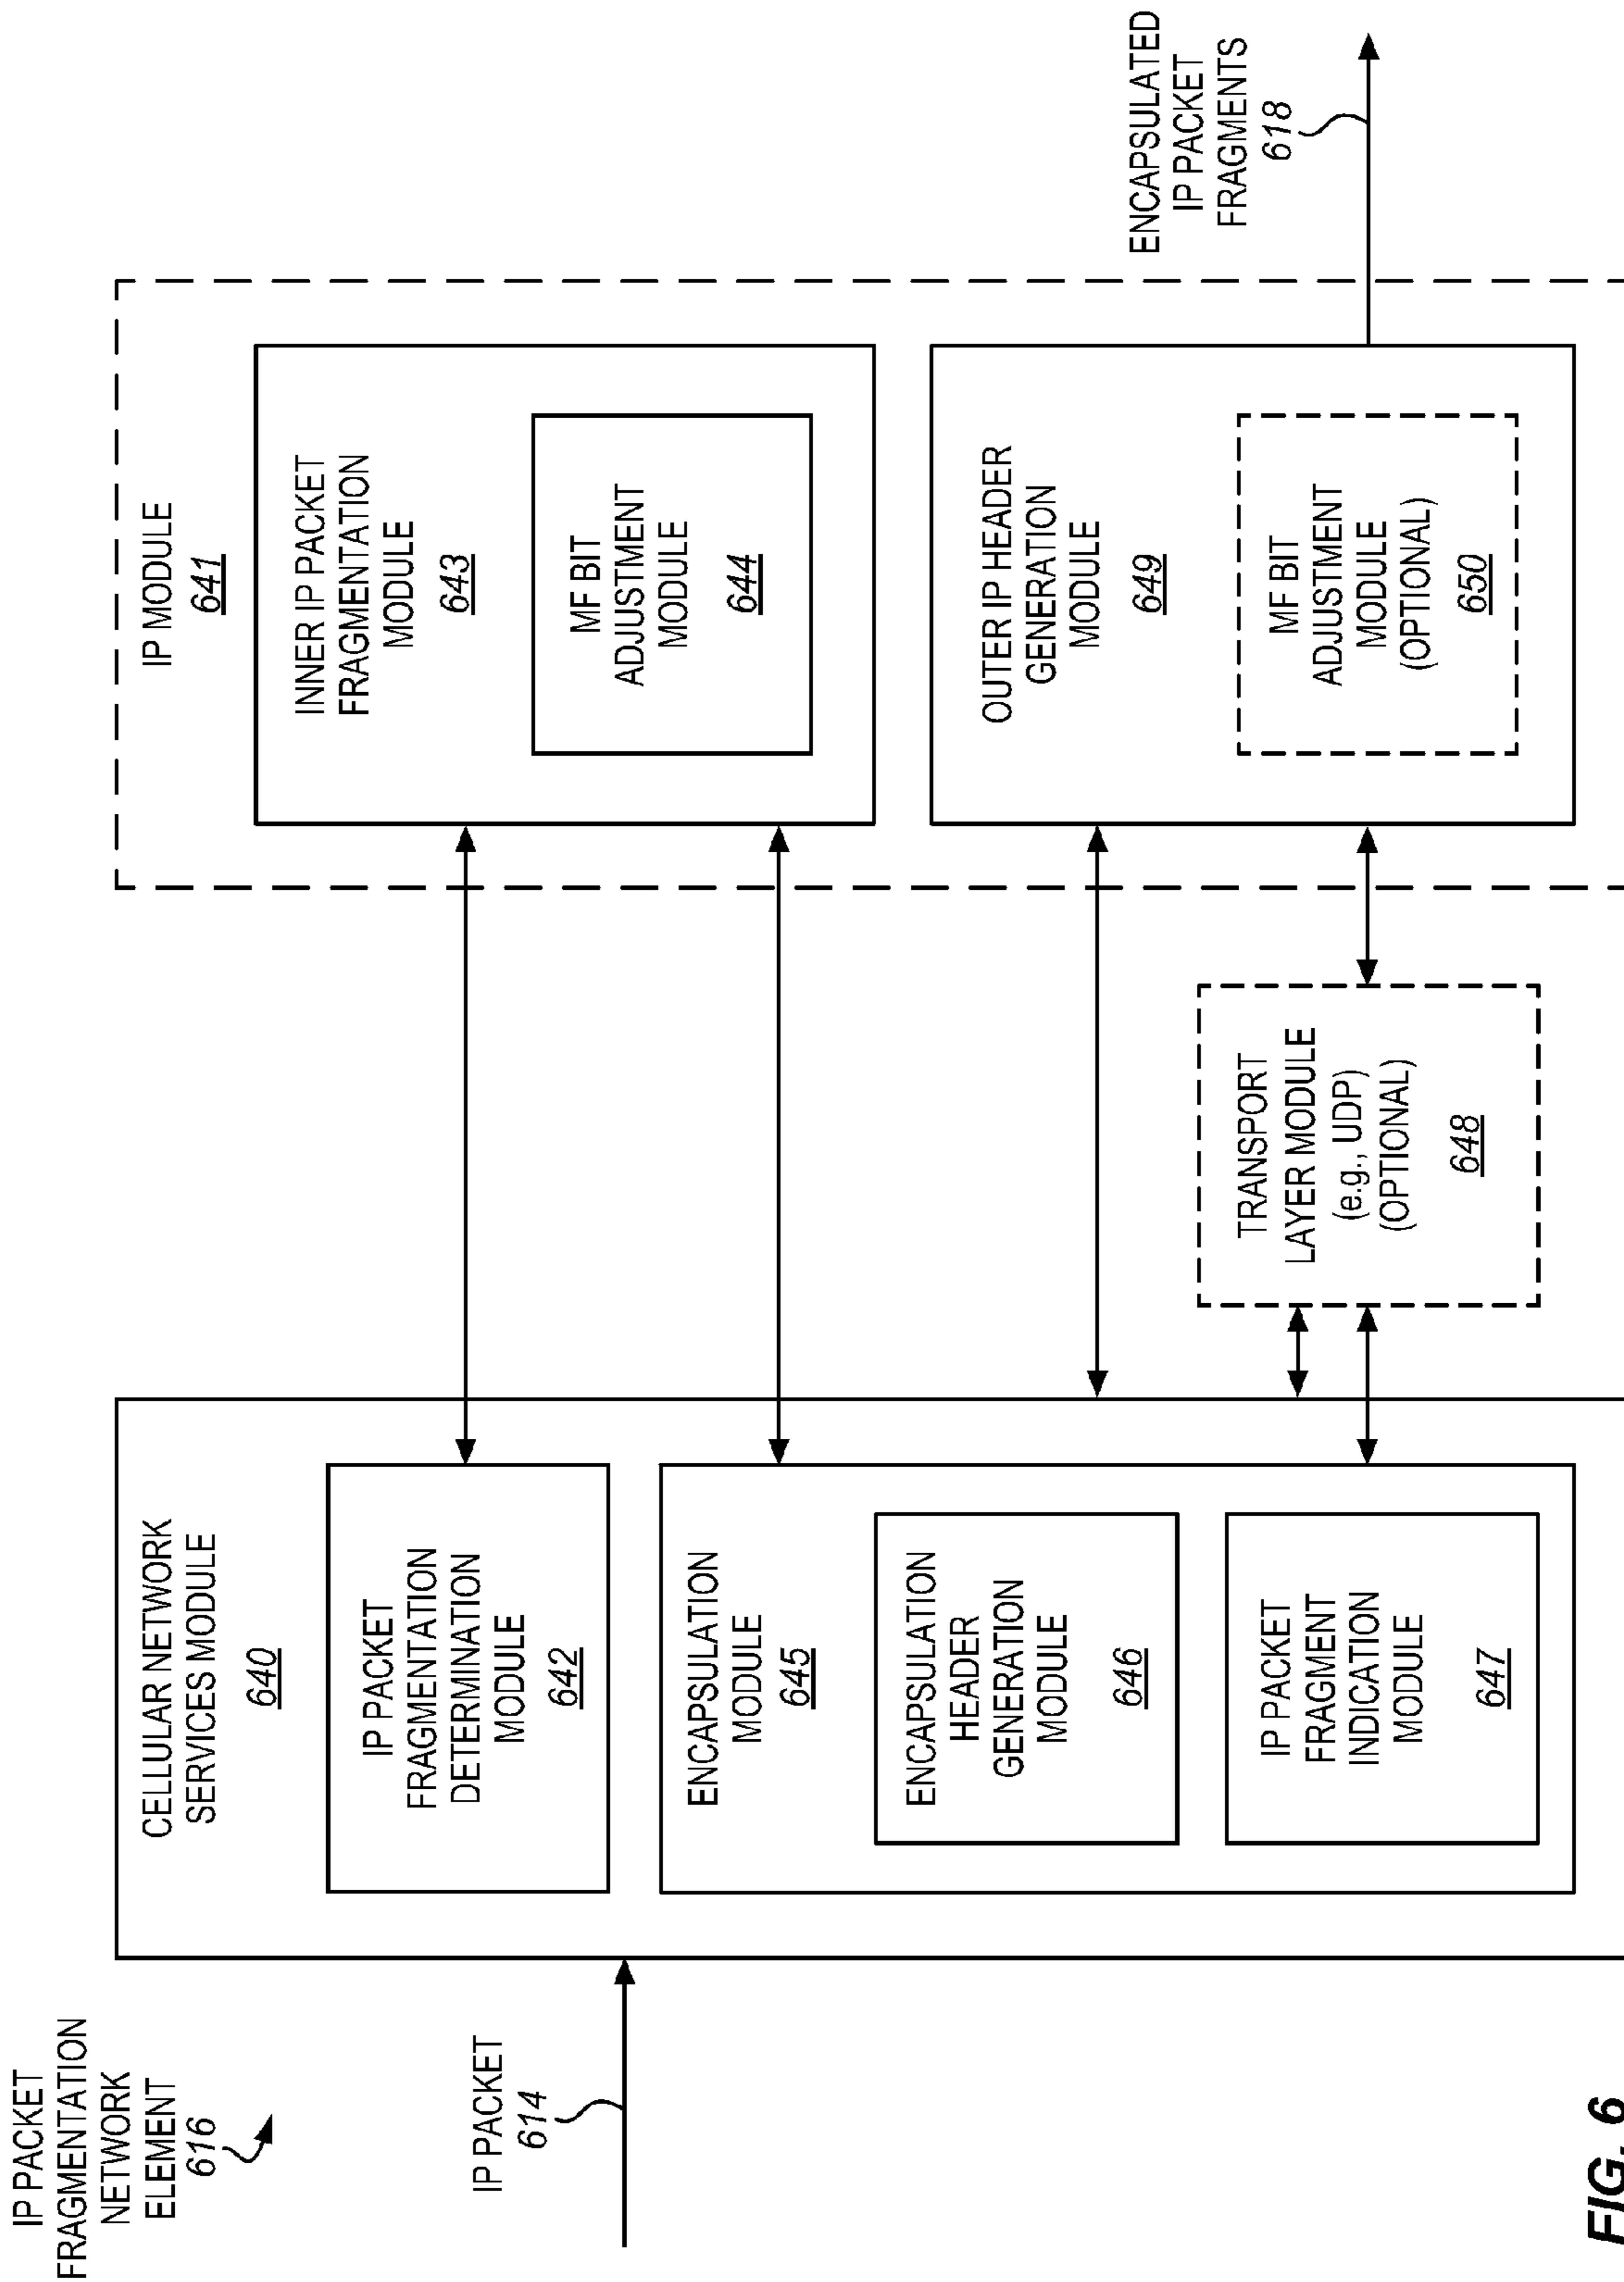 IP PACKET
FRAGMENTATION
NETWORK
ELEMENT
616
IP PACKET
614
CELLULAR NETWORK
SERVICES MODULE
640
IP PACKET
FRAGMENTATION
DETERMINATION
MODULE
642
ENCAPSULATION
MODULE
645
ENCAPSULATION
HEADER
GENERATION
MODULE
646
IP PACKET
FRAGMENT
INDICATION
MODULE
647
TRANSPORT
LAYER MODULE
(e.g., UDP)
(OPTIONAL)
648
IP MODULE
641
INNER IP PACKET
FRAGMENTATION
MODULE
643
MF BIT
ADJUSTMENT
MODULE
644
OUTER IP HEADER
GENERATION
MODULE
649
MF BIT
ADJUSTMENT
MODULE
(OPTIONAL)
650
ENCAPSULATED
IP PACKET
FRAGMENTS
618
FIG. 6